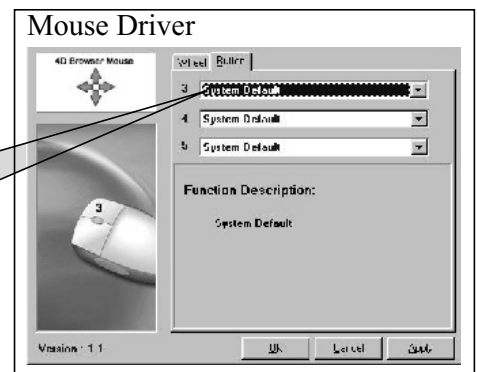 Mouse Driver
4D Browser Mouse
Wheel Button
3 System Default
4 System Default
5 System Default
Function Description:
3
System Default
Version : 1.1
OK Cancel Apply